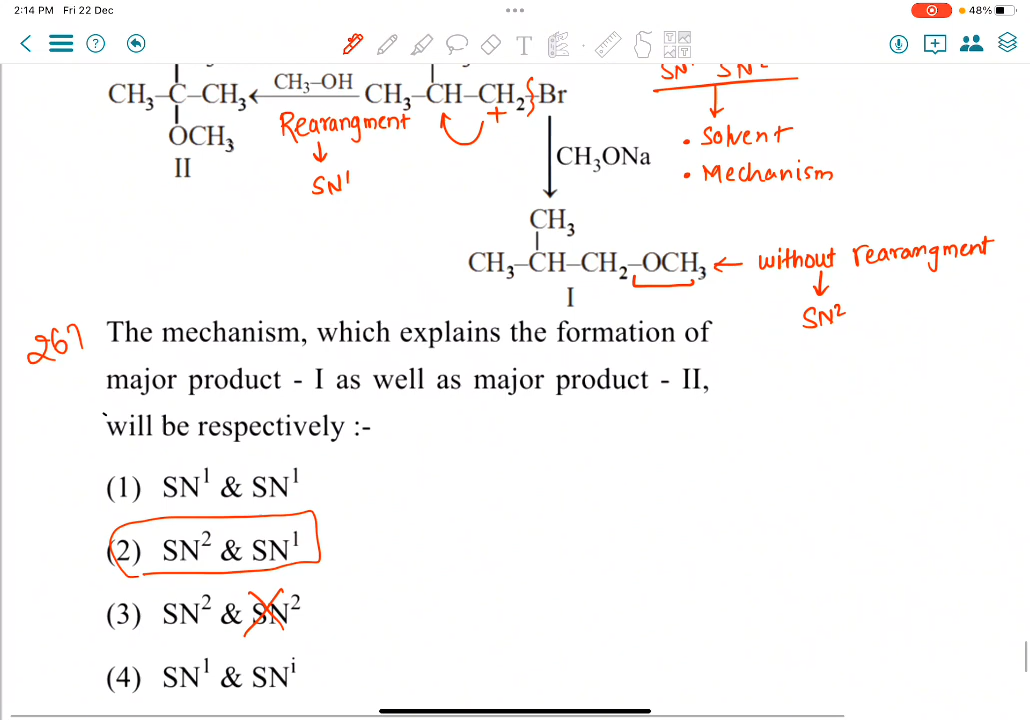 2:14 PM Fri 22 Dec
48%
SN¹ SN²
CH₃–C–CH₃ CH₃–OH CH₃–CH–CH₂ Br
+
OCH₃
II
Rearangment
SN¹
CH₃ONa
• Solvent
• Mechanism
CH₃
CH₃–CH–CH₂–OCH₃ ← without rearangment
I
SN²
267 The mechanism, which explains the formation of
major product - I as well as major product - II,
will be respectively :-
(1) SN¹ & SN¹
(2) SN² & SN¹
(3) SN² & SN²
(4) SN¹ & SNⁱ